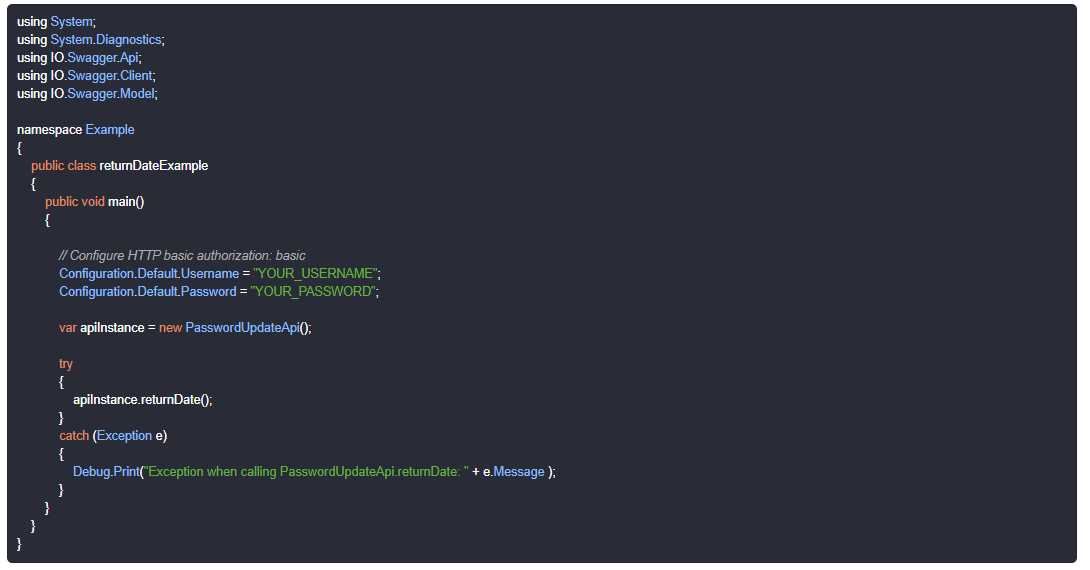 using System;
using System.Diagnostics;
using IO.Swagger.Api;
using IO.Swagger.Client;
using IO.Swagger.Model;
namespace Example
{
public class returnDateExample
{
public void main()
{
// Configure HTTP basic authorization: basic
Configuration.Default.Username = "YOUR_USERNAME";
Configuration.Default.Password = "YOUR_PASSWORD";
var apiInstance = new PasswordUpdateApi();
try
{
apiInstance.returnDate();
}
catch (Exception e)
{
Debug.Print("Exception when calling PasswordUpdateApi.returnDate: " + e.Message );
}
}
}
}